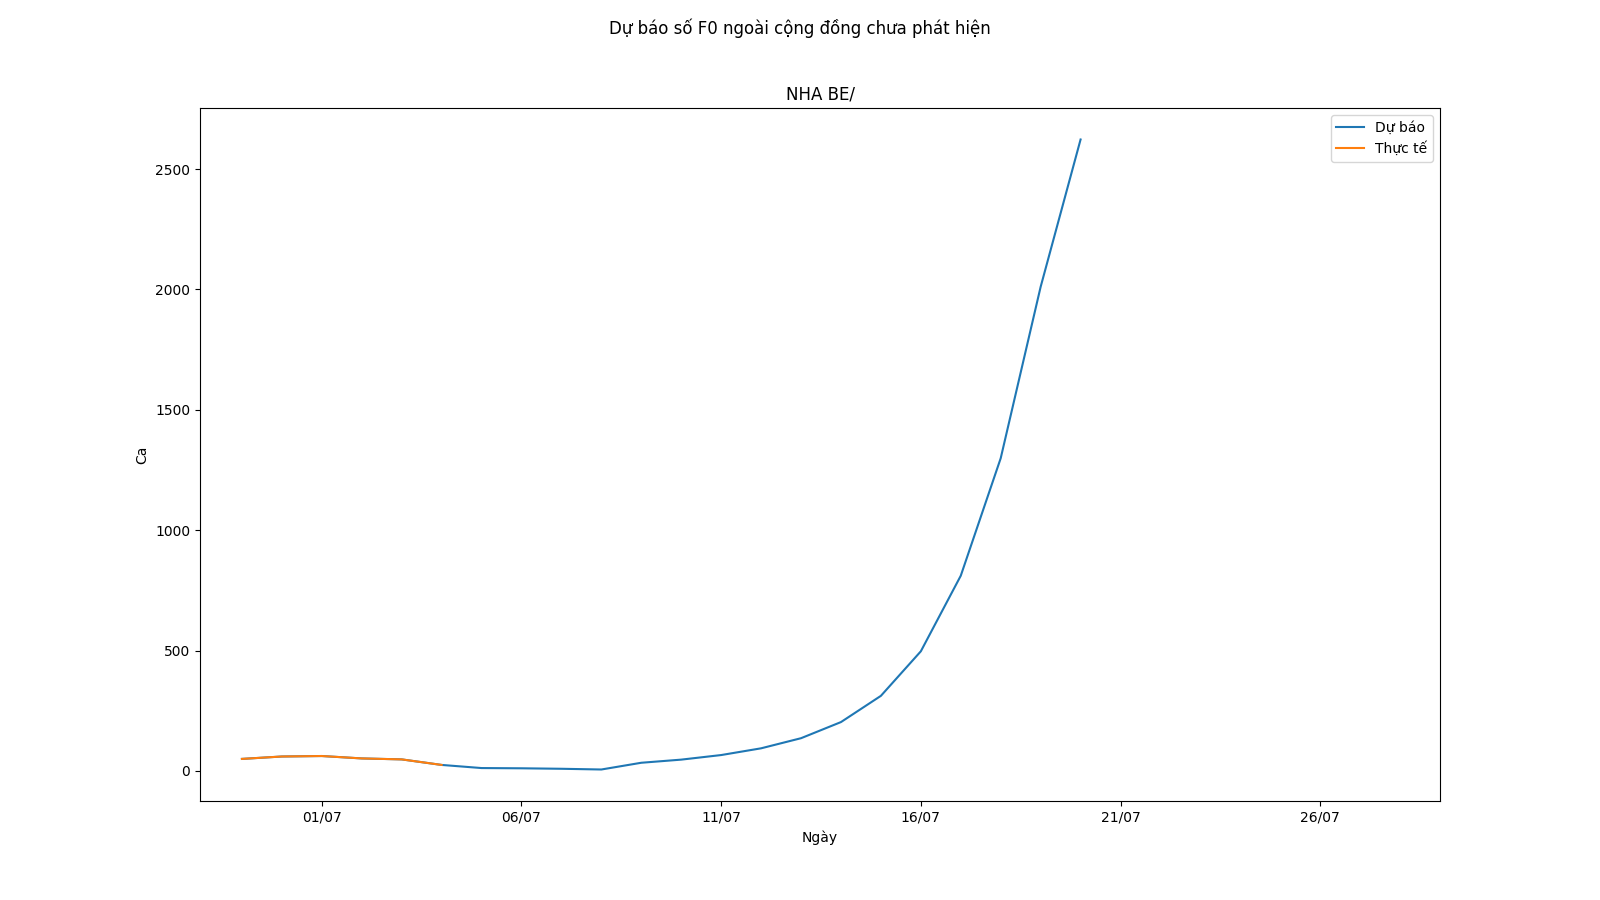 Dự báo số F0 ngoài cộng đồng chưa phát hiện
NHA BE/
Dự báo
Thực tế
2500
2000
1500
1000
500
0
Ca
01/07
06/07
11/07
16/07
21/07
26/07
Ngày